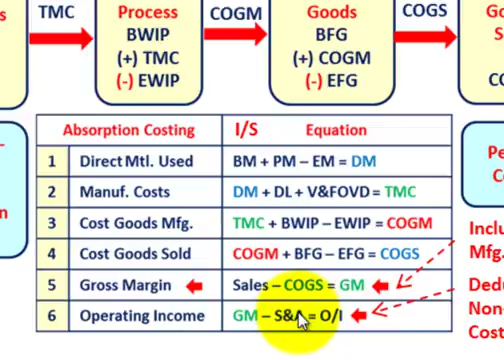 s
TMC
Process
BWIP
(+) TMC
(-) EWIP
COGM
Goods
BFG
(+) COGM
(-) EFG
COGS
Go
S
CO
Absorption Costing I/S Equation
1 Direct Mtl. Used BM + PM – EM = DM
2 Manuf. Costs DM + DL + V&FOVD = TMC
3 Cost Goods Mfg. TMC + BWIP – EWIP = COGM
4 Cost Goods Sold COGM + BFG – EFG = COGS
5 Gross Margin Sales – COGS = GM
6 Operating Income GM – S&A = O/I
n
Pe
C
Inclu
Mfg.
Dedu
Non-
Cost